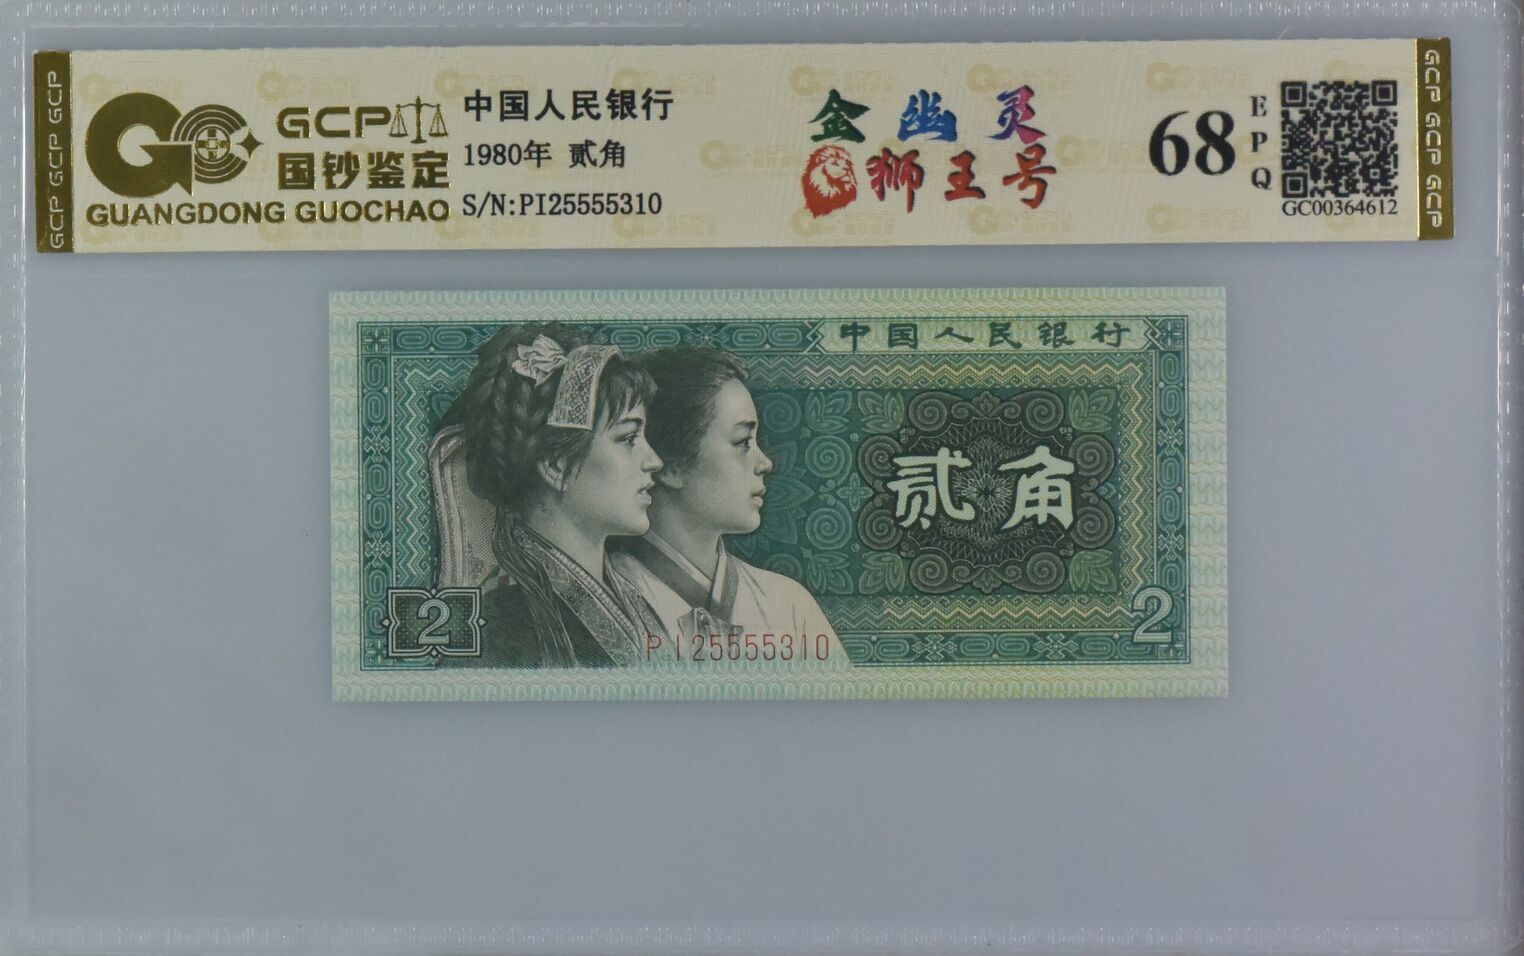 GCP GCP GCP
GCP
国钞鉴定
GUANGDONG GUOCHAO
中国人民银行
1980年 贰角
S/N:PI25555310
金幽灵
狮王号
68
EPQ
GC00364612
GCP GCP GCP
中国人民银行
贰角
2
2
PI25555310